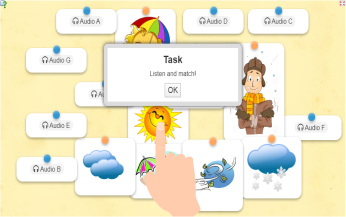 Audio A
Audio D
Audio C
Audio G
Task
Listen and match!
OK
Audio E
Audio F
Audio B